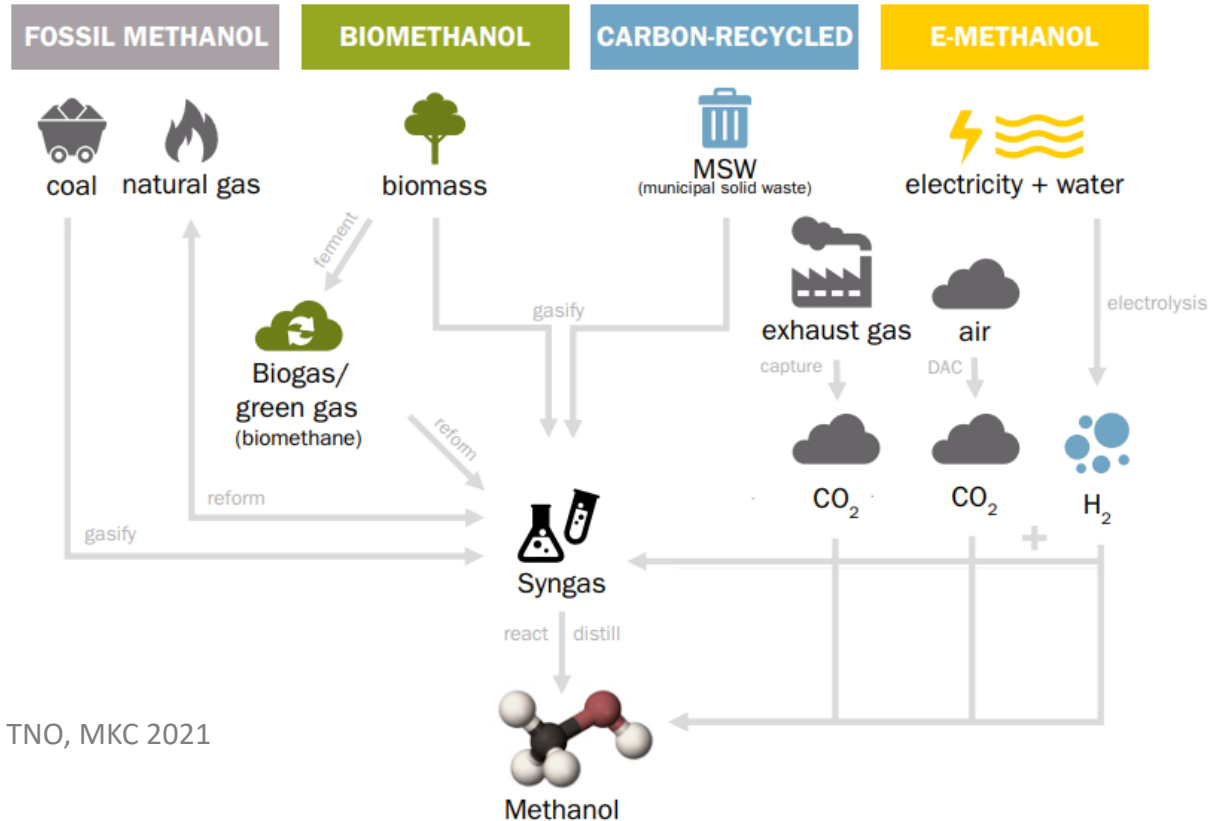 FOSSIL METHANOL
BIOMETHANOL
CARBON-RECYCLED
E-METHANOL
coal
natural gas
biomass
MSW
(municipal solid waste)
electricity + water
ferment
gasify
exhaust gas
air
electrolysis
Biogas/
green gas
(biomethane)
capture
DAC
reform
reform
CO₂
CO₂
H₂
gasify
+
Syngas
react
distill
TNO, MKC 2021
Methanol